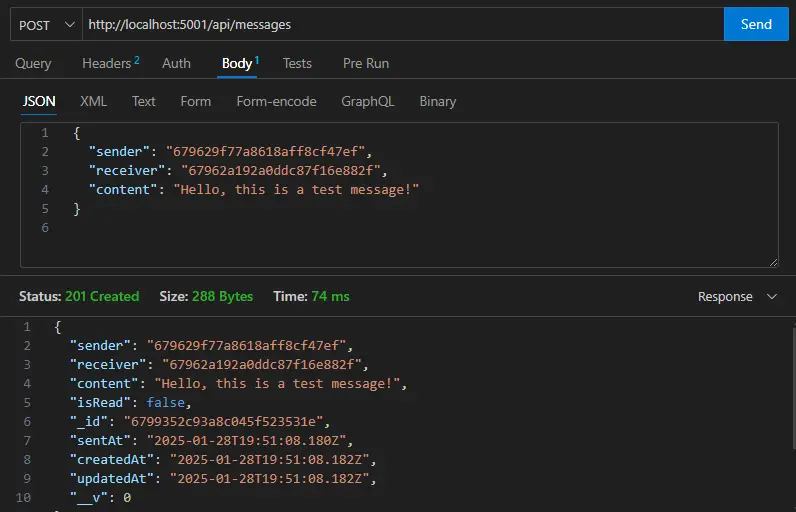 POST http://localhost:5001/api/messages Send
Query Headers 2 Auth Body 1 Tests Pre Run
JSON XML Text Form Form-encode GraphQL Binary
1 {
2 "sender": "679629f77a8618aff8cf47ef",
3 "receiver": "67962a192a0ddc87f16e882f",
4 "content": "Hello, this is a test message!"
5 }
6
Status: 201 Created Size: 288 Bytes Time: 74 ms Response
1 {
2 "sender": "679629f77a8618aff8cf47ef",
3 "receiver": "67962a192a0ddc87f16e882f",
4 "content": "Hello, this is a test message!",
5 "isRead": false,
6 "_id": "6799352c93a8c045f523531e",
7 "sentAt": "2025-01-28T19:51:08.180Z",
8 "createdAt": "2025-01-28T19:51:08.182Z",
9 "updatedAt": "2025-01-28T19:51:08.182Z",
10 "__v": 0